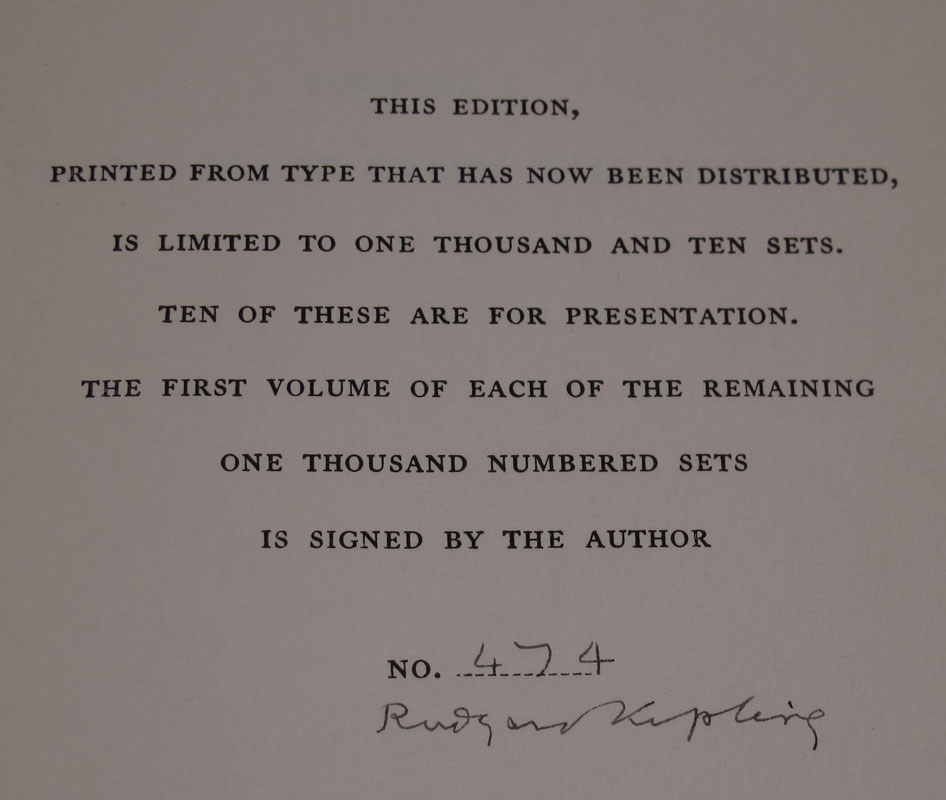 THIS EDITION,
PRINTED FROM TYPE THAT HAS NOW BEEN DISTRIBUTED,
IS LIMITED TO ONE THOUSAND AND TEN SETS.
TEN OF THESE ARE FOR PRESENTATION.
THE FIRST VOLUME OF EACH OF THE REMAINING
ONE THOUSAND NUMBERED SETS
IS SIGNED BY THE AUTHOR
NO. 474
Rudyard Kipling